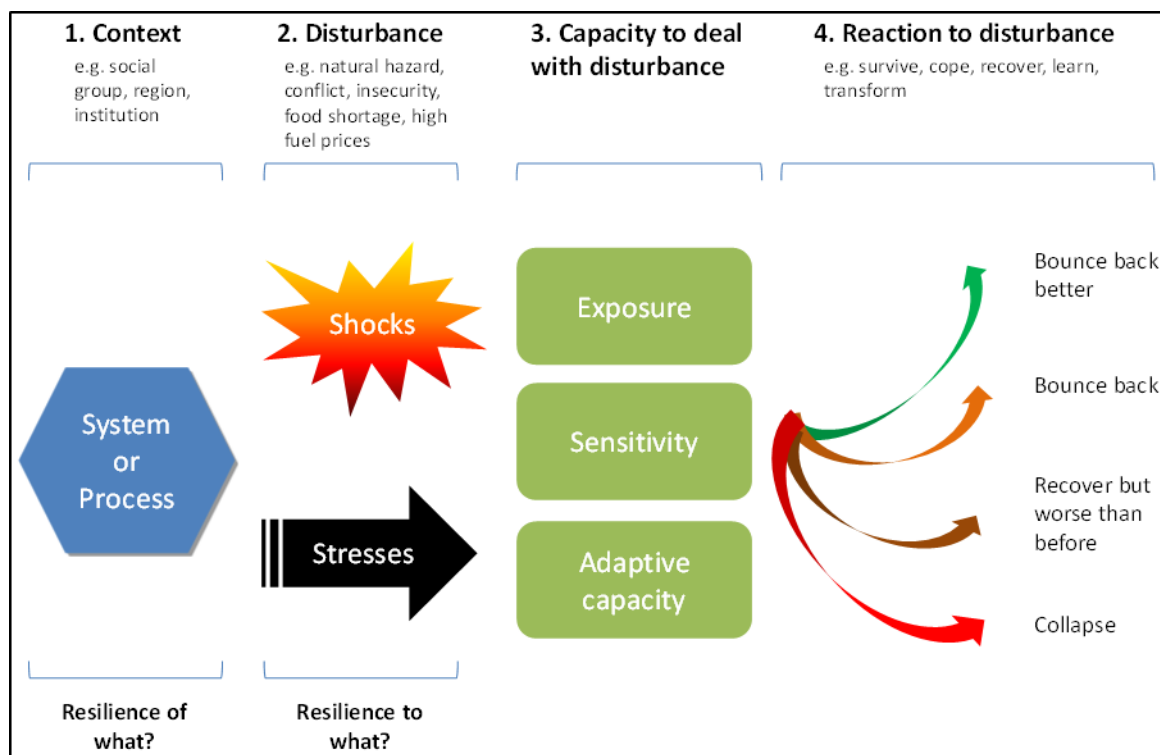 1. Context
e.g. social
group, region,
institution
2. Disturbance
e.g. natural hazard,
conflict, insecurity,
food shortage, high
fuel prices
3. Capacity to deal
with disturbance
4. Reaction to disturbance
e.g. survive, cope, recover, learn,
transform
System
or
Process
Shocks
Stresses
Exposure
Sensitivity
Adaptive
capacity
Bounce back
better
Bounce back
Recover but
worse than
before
Collapse
Resilience of
what?
Resilience to
what?